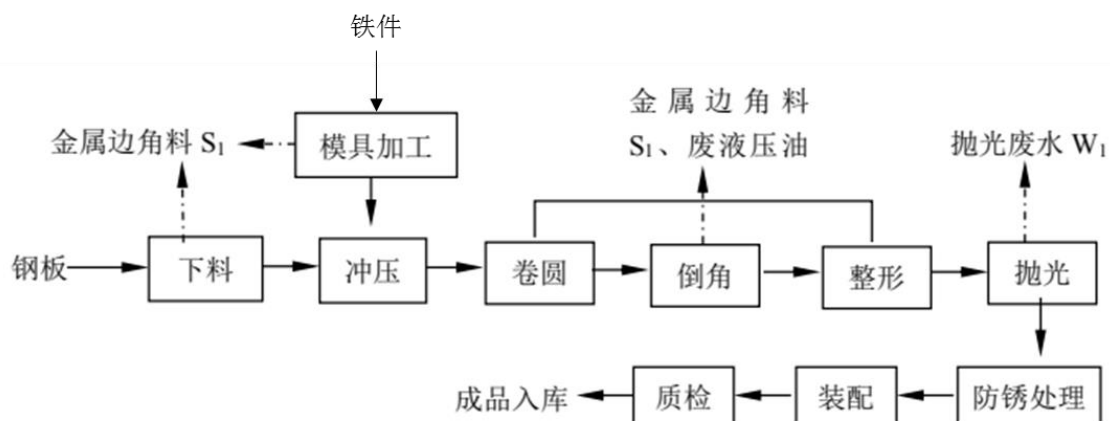 铁件
金属边角料
S₁、废液压油
金属边角料 S₁
模具加工
抛光废水 W₁
钢板
下料
冲压
卷圆
倒角
整形
抛光
成品入库
质检
装配
防锈处理